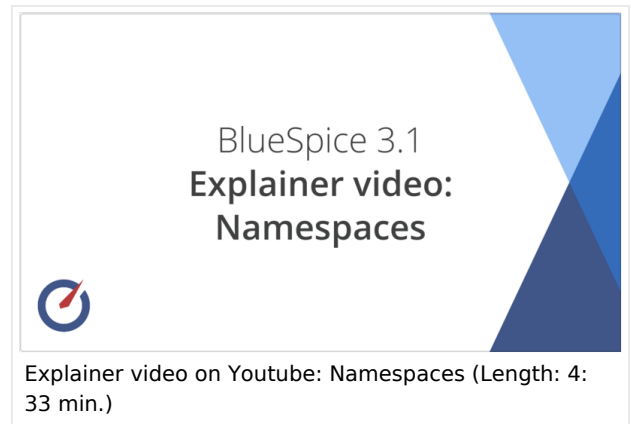 BlueSpice 3.1
Explainer video:
Namespaces
Explainer video on Youtube: Namespaces (Length: 4:
33 min.)